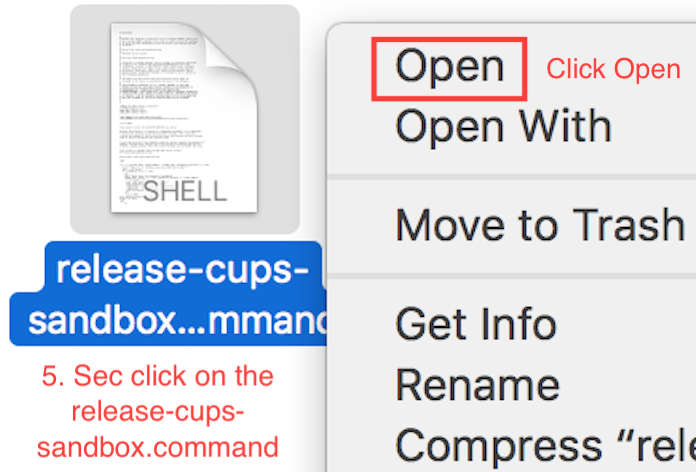 SHELL
release-cups-
sandbox...mmand
5. Sec click on the
release-cups-
sandbox.command
Open
Click Open
Open With
Move to Trash
Get Info
Rename
Compress “rele